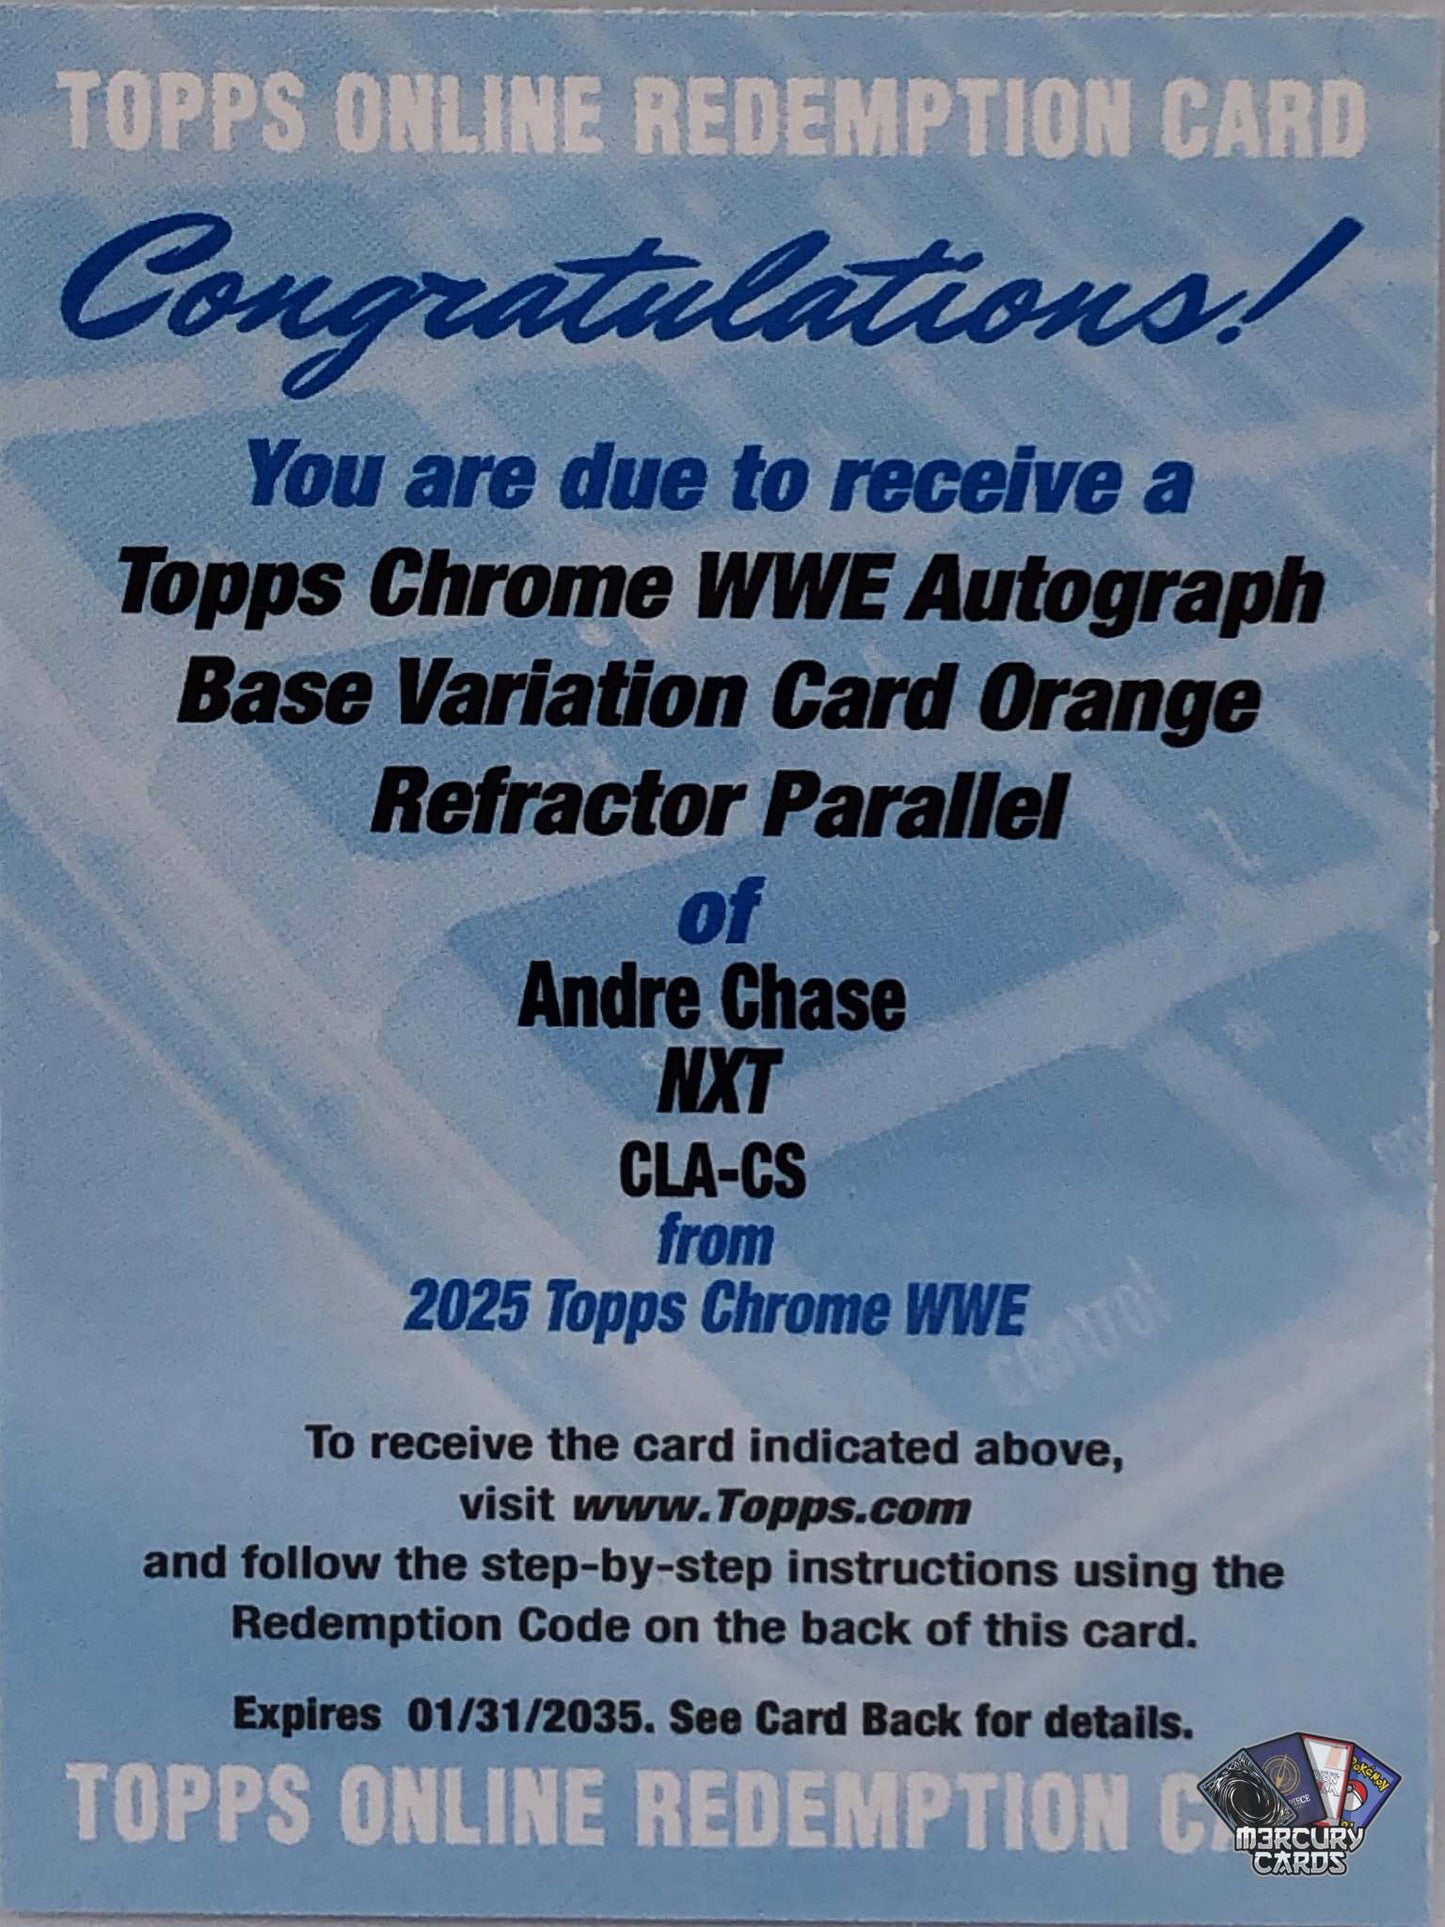 TOPPS ONLINE REDEMPTION CARD
Congratulations!
You are due to receive a
Topps Chrome WWE Autograph
Base Variation Card Orange
Refractor Parallel
of
Andre Chase
NXT
CLA-CS
from
2025 Topps Chrome WWE
To receive the card indicated above,
visit www.Topps.com
and follow the step-by-step instructions using the
Redemption Code on the back of this card.
Expires 01/31/2035. See Card Back for details.
TOPPS ONLINE REDEMPTION
POKéMON
M3RCURY
CARDS
control